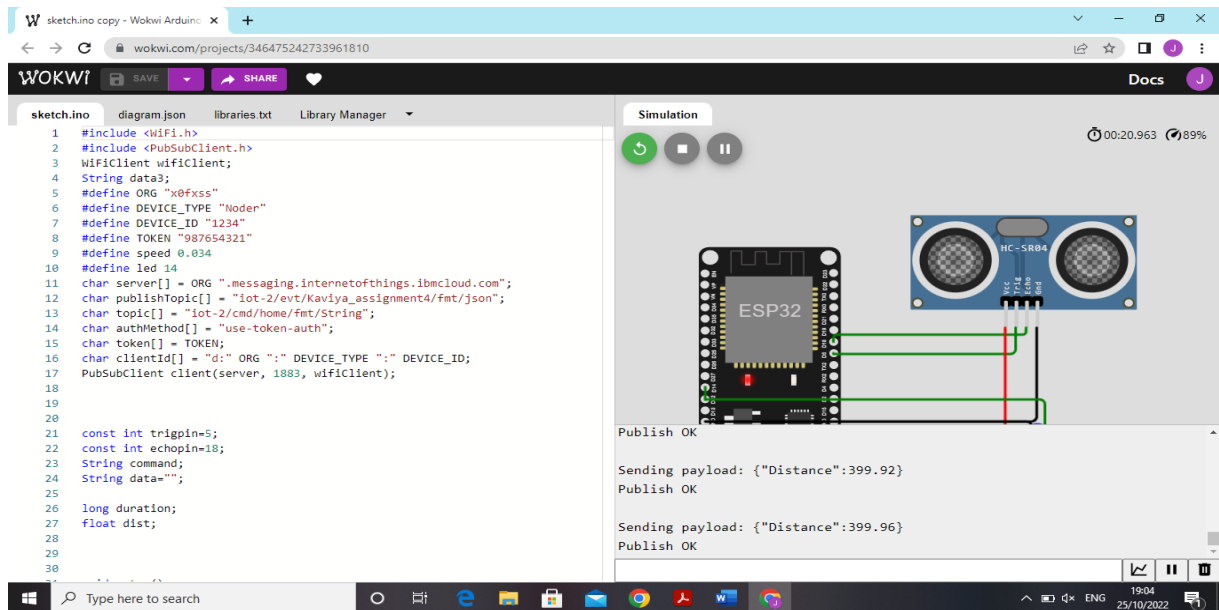 sketch.ino copy - Wokwi Arduino
wokwi.com/projects/346475242733961810
J
WOKWI
SAVE
SHARE
Docs
J
sketch.ino
diagram.json
libraries.txt
Library Manager
1 #include <WiFi.h>
2 #include <PubSubClient.h>
3 WiFiClient wifiClient;
4 String data3;
5 #define ORG "x0fxss"
6 #define DEVICE_TYPE "Noder"
7 #define DEVICE_ID "1234"
8 #define TOKEN "987654321"
9 #define speed 0.034
10 #define led 14
11 char server[] = ORG ".messaging.internetofthings.ibmcloud.com";
12 char publishTopic[] = "iot-2/evt/Kaviya_assignment4/fmt/json";
13 char topic[] = "iot-2/cmd/home/fmt/String";
14 char authMethod[] = "use-token-auth";
15 char token[] = TOKEN;
16 char clientId[] = "d:" ORG ":" DEVICE_TYPE ":" DEVICE_ID;
17 PubSubClient client(server, 1883, wifiClient);
18
19
20
21 const int trigpin=5;
22 const int echopin=18;
23 String command;
24 String data="";
25
26 long duration;
27 float dist;
28
29
30
Simulation
00:20.963
89%
HC-SR04
Vcc
Trig
Echo
Gnd
ESP32
Publish OK
Sending payload: {"Distance":399.92}
Publish OK
Sending payload: {"Distance":399.96}
Publish OK
Type here to search
ENG
19:04
25/10/2022